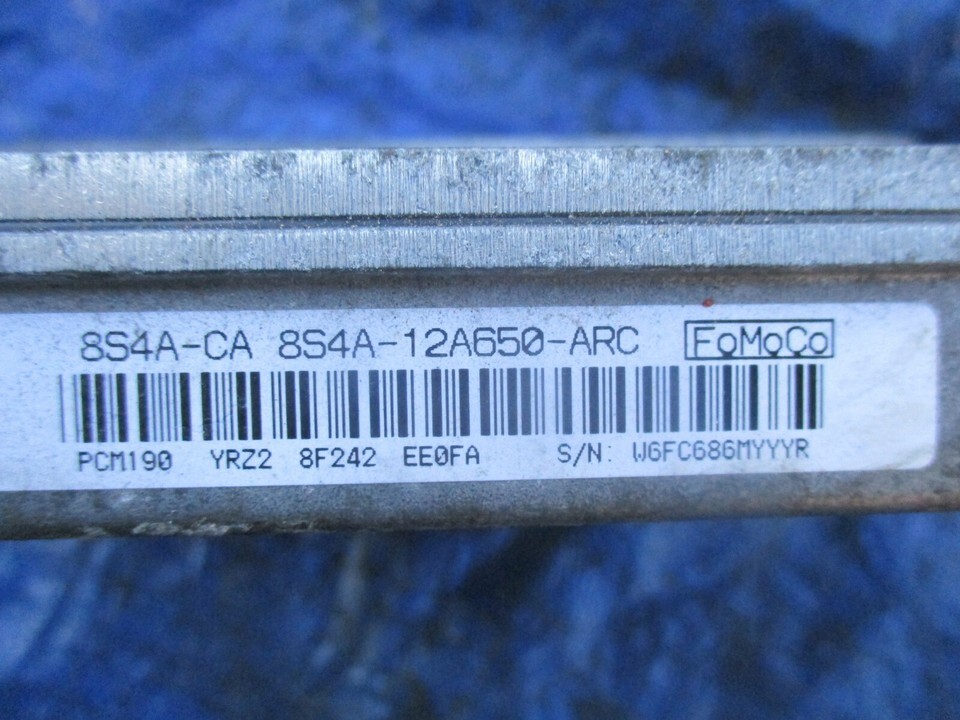 8S4A-CA 8S4A-12A650-ARC FoMoCo
PCM190 YRZ2 8F242 EE0FA S/N: W6FC686MYYYR